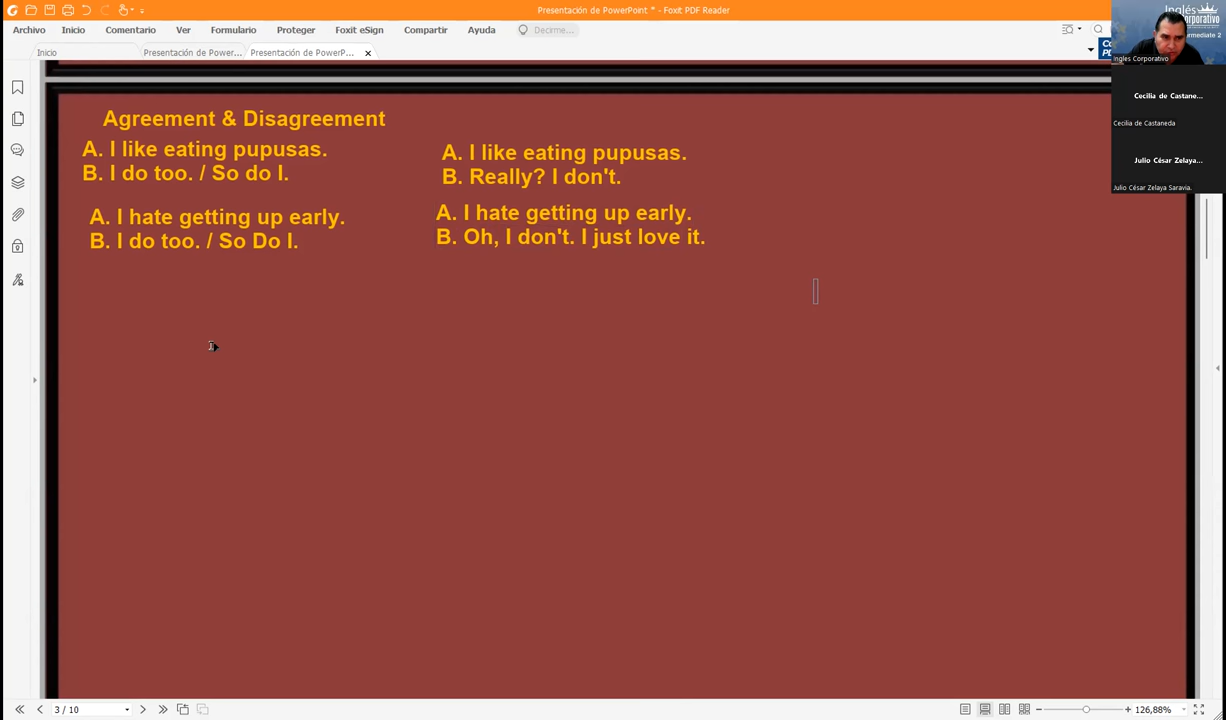 Presentación de PowerPoint * - Foxit PDF Reader
Archivo Inicio Comentario Ver Formulario Proteger Foxit eSign Compartir Ayuda Decirme...
Inicio Presentación de Power... Presentación de PowerP...
Agreement & Disagreement
A. I like eating pupusas.
B. I do too. / So do I.
A. I like eating pupusas.
B. Really? I don't.
A. I hate getting up early.
B. I do too. / So Do I.
A. I hate getting up early.
B. Oh, I don't. I just love it.
Inglés
Corporativo
Ingles Corporativo
Cecilia de Castane...
Cecilia de Castaneda
Julio César Zelaya...
Julio César Zelaya Saravia.
3 / 10
126,88%